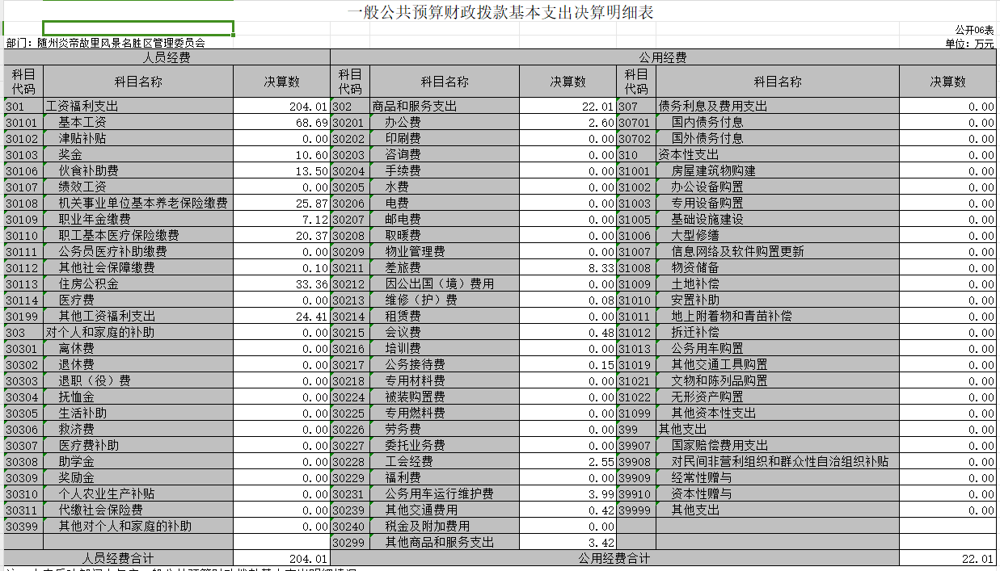 一般公共预算财政拨款基本支出决算明细表
公开06表
部门：随州炎帝故里风景名胜区管理委员会 单位：万元
人员经费 公用经费
科目代码 科目名称 决算数 科目代码 科目名称 决算数 科目代码 科目名称 决算数
301 工资福利支出 204.01 302 商品和服务支出 22.01 307 债务利息及费用支出 0.00
30101 基本工资 68.69 30201 办公费 2.60 30701 国内债务付息 0.00
30102 津贴补贴 0.00 30202 印刷费 0.00 30702 国外债务付息 0.00
30103 奖金 10.60 30203 咨询费 0.00 310 资本性支出 0.00
30106 伙食补助费 13.50 30204 手续费 0.00 31001 房屋建筑物购建 0.00
30107 绩效工资 0.00 30205 水费 0.00 31002 办公设备购置 0.00
30108 机关事业单位基本养老保险缴费 25.87 30206 电费 0.00 31003 专用设备购置 0.00
30109 职业年金缴费 7.12 30207 邮电费 0.00 31005 基础设施建设 0.00
30110 职工基本医疗保险缴费 20.37 30208 取暖费 0.00 31006 大型修缮 0.00
30111 公务员医疗补助缴费 0.00 30209 物业管理费 0.00 31007 信息网络及软件购置更新 0.00
30112 其他社会保障缴费 0.10 30211 差旅费 8.33 31008 物资储备 0.00
30113 住房公积金 33.36 30212 因公出国（境）费用 0.00 31009 土地补偿 0.00
30114 医疗费 0.00 30213 维修（护）费 0.08 31010 安置补助 0.00
30199 其他工资福利支出 24.41 30214 租赁费 0.00 31011 地上附着物和青苗补偿 0.00
303 对个人和家庭的补助 0.00 30215 会议费 0.48 31012 拆迁补偿 0.00
30301 离休费 0.00 30216 培训费 0.00 31013 公务用车购置 0.00
30302 退休费 0.00 30217 公务接待费 0.15 31019 其他交通工具购置 0.00
30303 退职（役）费 0.00 30218 专用材料费 0.00 31021 文物和陈列品购置 0.00
30304 抚恤金 0.00 30224 被装购置费 0.00 31022 无形资产购置 0.00
30305 生活补助 0.00 30225 专用燃料费 0.00 31099 其他资本性支出 0.00
30306 救济费 0.00 30226 劳务费 0.00 399 其他支出 0.00
30307 医疗费补助 0.00 30227 委托业务费 0.00 39907 国家赔偿费用支出 0.00
30308 助学金 0.00 30228 工会经费 2.55 39908 对民间非营利组织和群众性自治组织补贴 0.00
30309 奖励金 0.00 30229 福利费 0.00 39909 经常性赠与 0.00
30310 个人农业生产补贴 0.00 30231 公务用车运行维护费 3.99 39910 资本性赠与 0.00
30311 代缴社会保险费 0.00 30239 其他交通费用 0.42 39999 其他支出 0.00
30399 其他对个人和家庭的补助 0.00 30240 税金及附加费用 0.00
30299 其他商品和服务支出 3.42
人员经费合计 204.01 公用经费合计 22.01